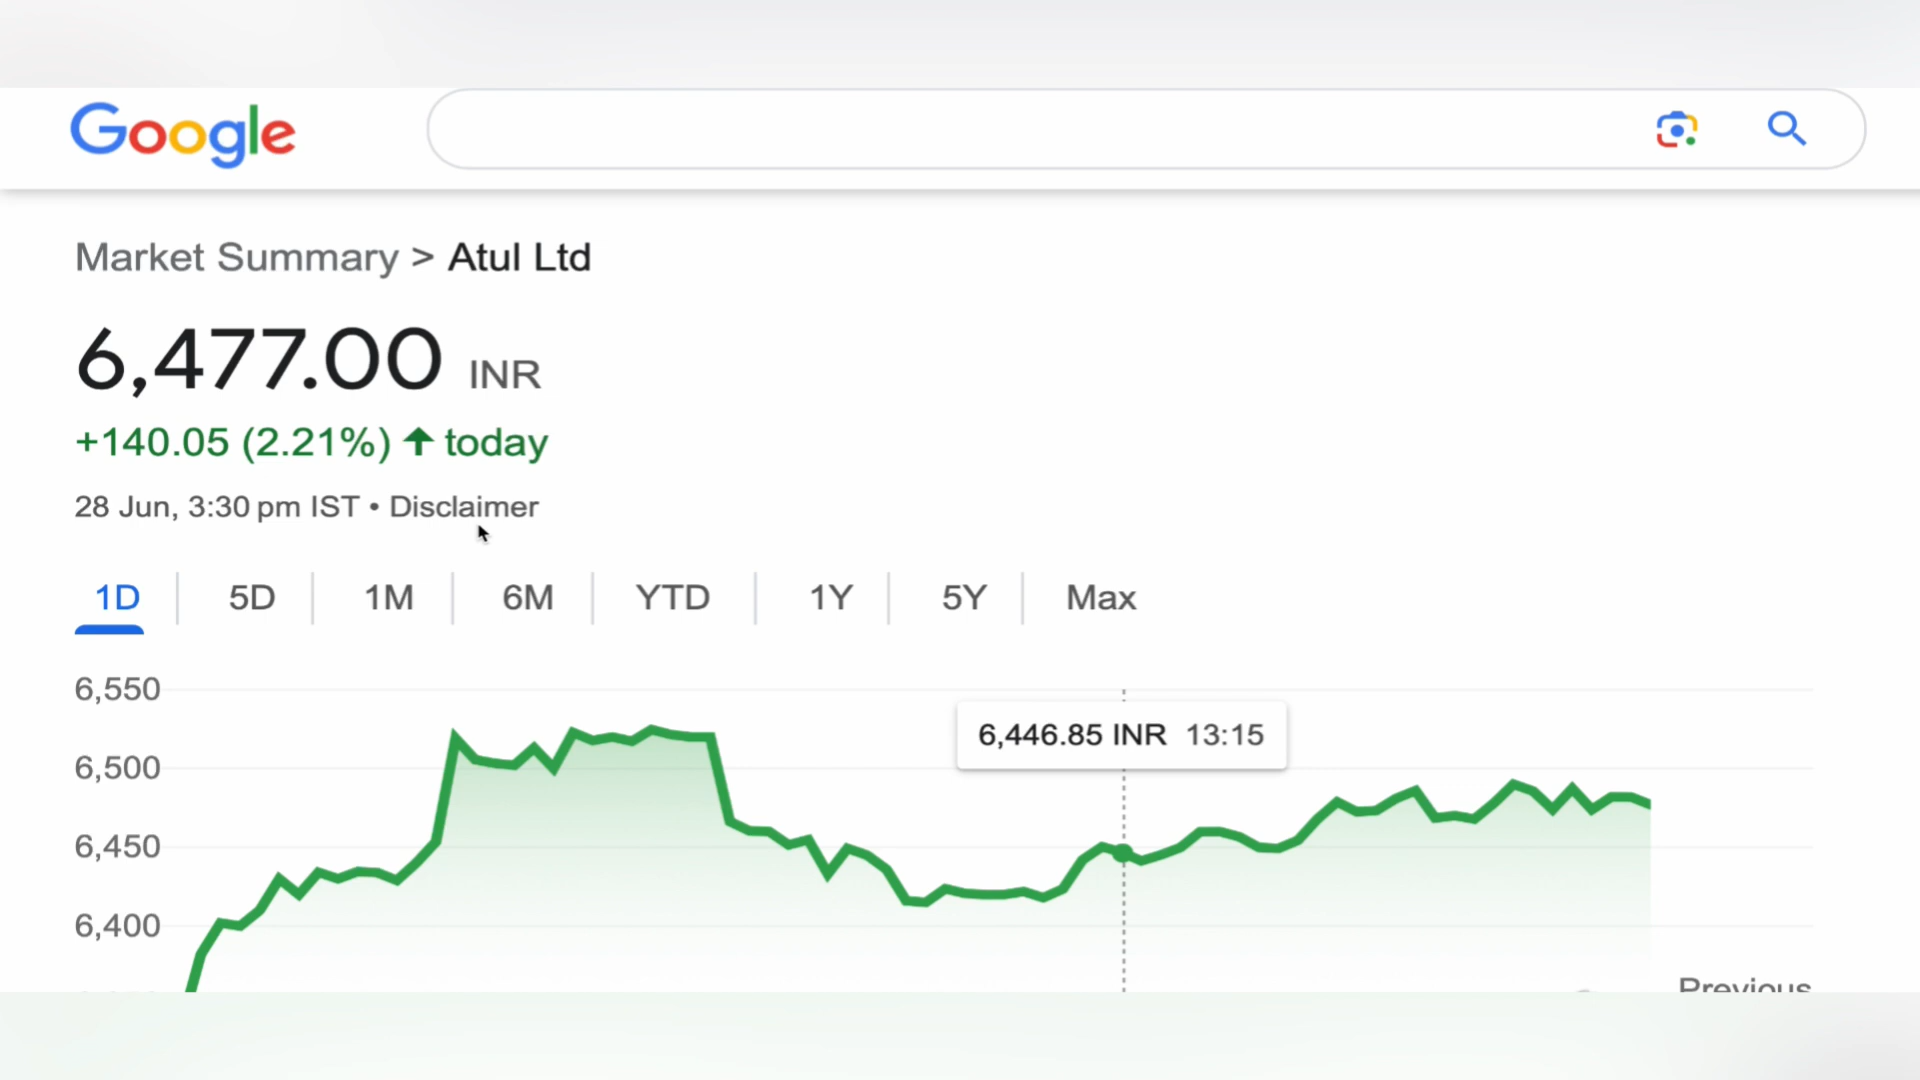 Google
Market Summary > Atul Ltd
6,477.00 INR
+140.05 (2.21%) ↑ today
28 Jun, 3:30 pm IST • Disclaimer
1D 5D 1M 6M YTD 1Y 5Y Max
6,550
6,446.85 INR 13:15
6,500
6,450
6,400
Previous